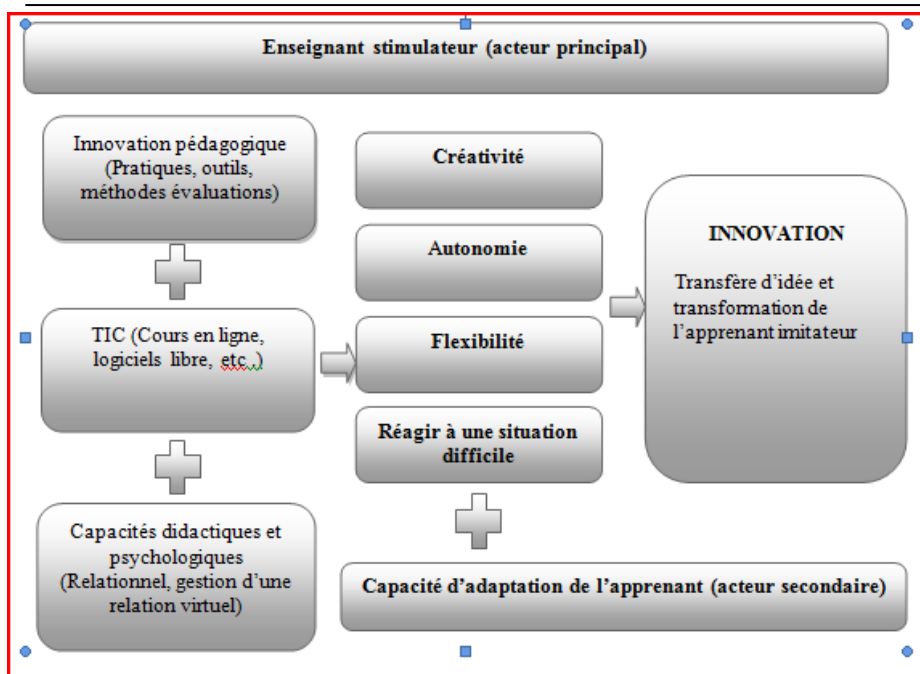 Enseignant stimulateur (acteur principal)
Innovation pédagogique
(Pratiques, outils,
méthodes évaluations)
TIC (Cours en ligne,
logiciels libre, etc.,)
Capacités didactiques et
psychologiques
(Relationnel, gestion d’une
relation virtuel)
Créativité
Autonomie
Flexibilité
Réagir à une situation
difficile
Capacité d’adaptation de l’apprenant (acteur secondaire)
INNOVATION
Transfère d’idée et
transformation de
l’apprenant imitateur